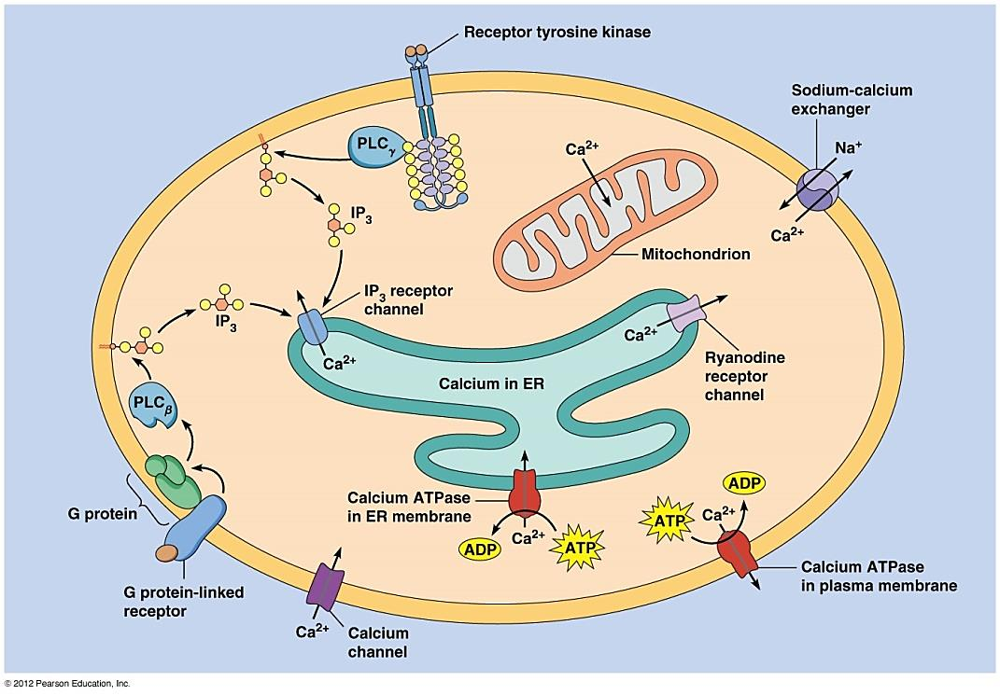 Receptor tyrosine kinase
Sodium-calcium
exchanger
PLCγ
Ca²⁺
Na⁺
IP₃
Ca²⁺
Mitochondrion
IP₃ receptor
channel
IP₃
Ca²⁺
Ca²⁺
Ryanodine
receptor
channel
Calcium in ER
PLCβ
G protein
Calcium ATPase
in ER membrane
ADP
Ca²⁺
ATP
ADP
ATP
Ca²⁺
Calcium ATPase
in plasma membrane
G protein-linked
receptor
Ca²⁺
Calcium
channel
© 2012 Pearson Education, Inc.